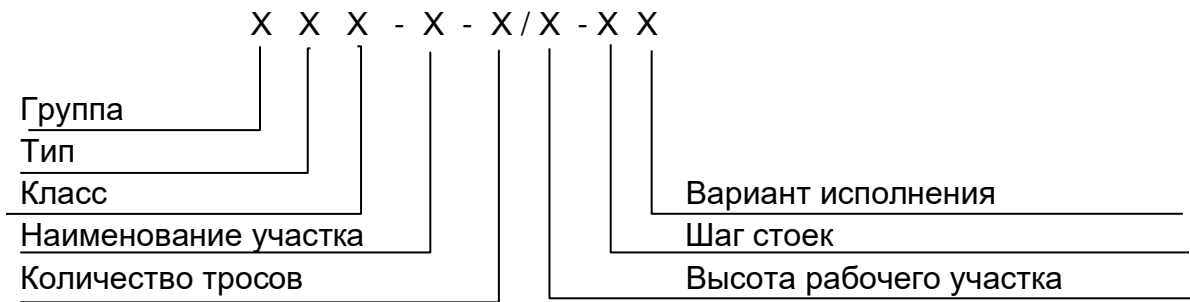 Х Х Х - Х - Х / Х - Х Х
Группа
Тип
Класс
Вариант исполнения
Наименование участка
Шаг стоек
Количество тросов
Высота рабочего участка